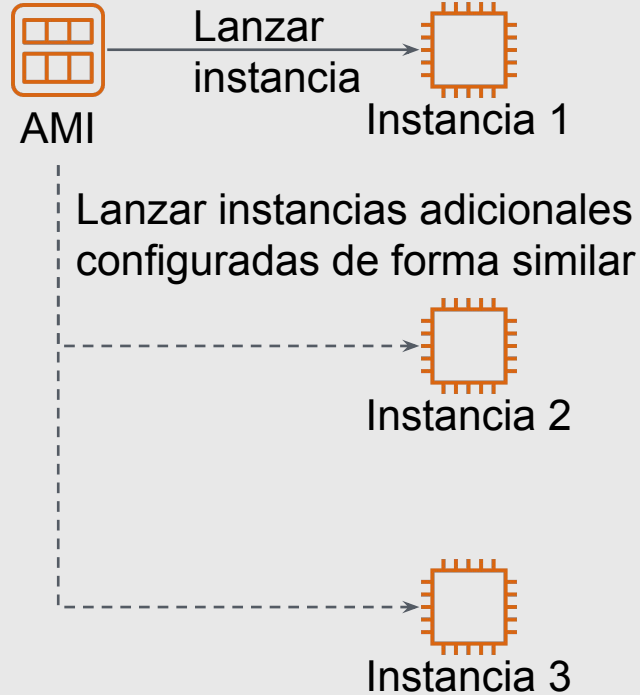 Lanzar
instancia
AMI
Instancia 1
Lanzar instancias adicionales
configuradas de forma similar
Instancia 2
Instancia 3